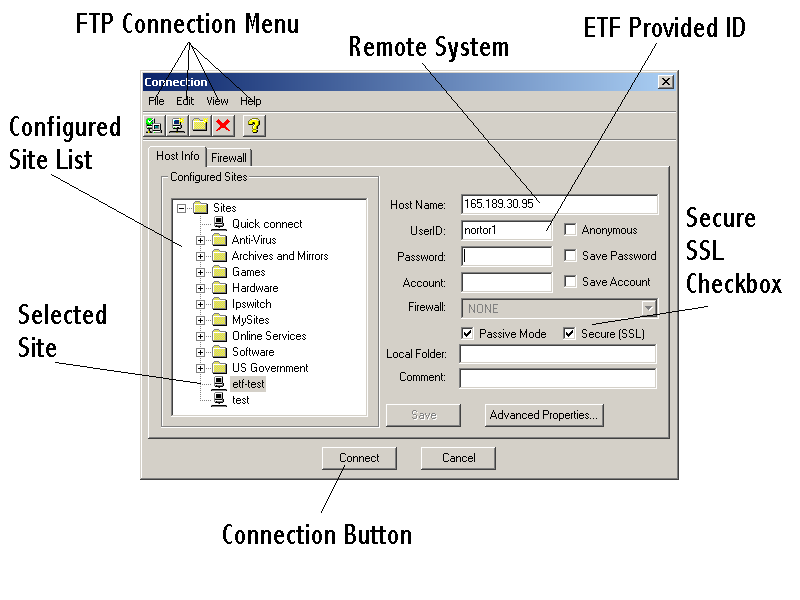 FTP Connection Menu
Remote System
ETF Provided ID
Configured
Site List
Selected
Site
Secure
SSL
Checkbox
Connection Button
Connection
File Edit View Help
Host Info Firewall
Configured Sites
Sites
Quick connect
Anti-Virus
Archives and Mirrors
Games
Hardware
Ipswitch
MySites
Online Services
Software
US Government
etf-test
test
Host Name: 165.189.30.95
UserID: nortor1 Anonymous
Password: Save Password
Account: Save Account
Firewall: NONE
Passive Mode Secure (SSL)
Local Folder:
Comment:
Save Advanced Properties...
Connect Cancel